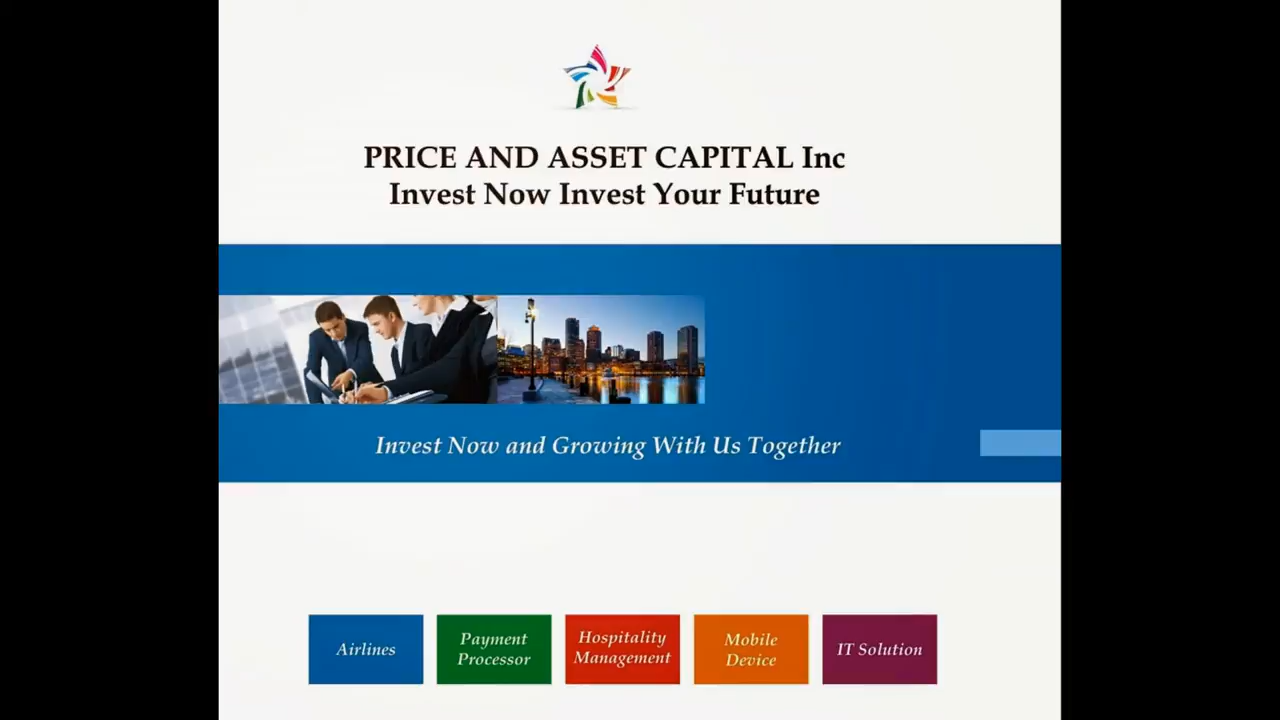 PRICE AND ASSET CAPITAL Inc
Invest Now Invest Your Future
Invest Now and Growing With Us Together
Airlines
Payment
Processor
Hospitality
Management
Mobile
Device
IT Solution